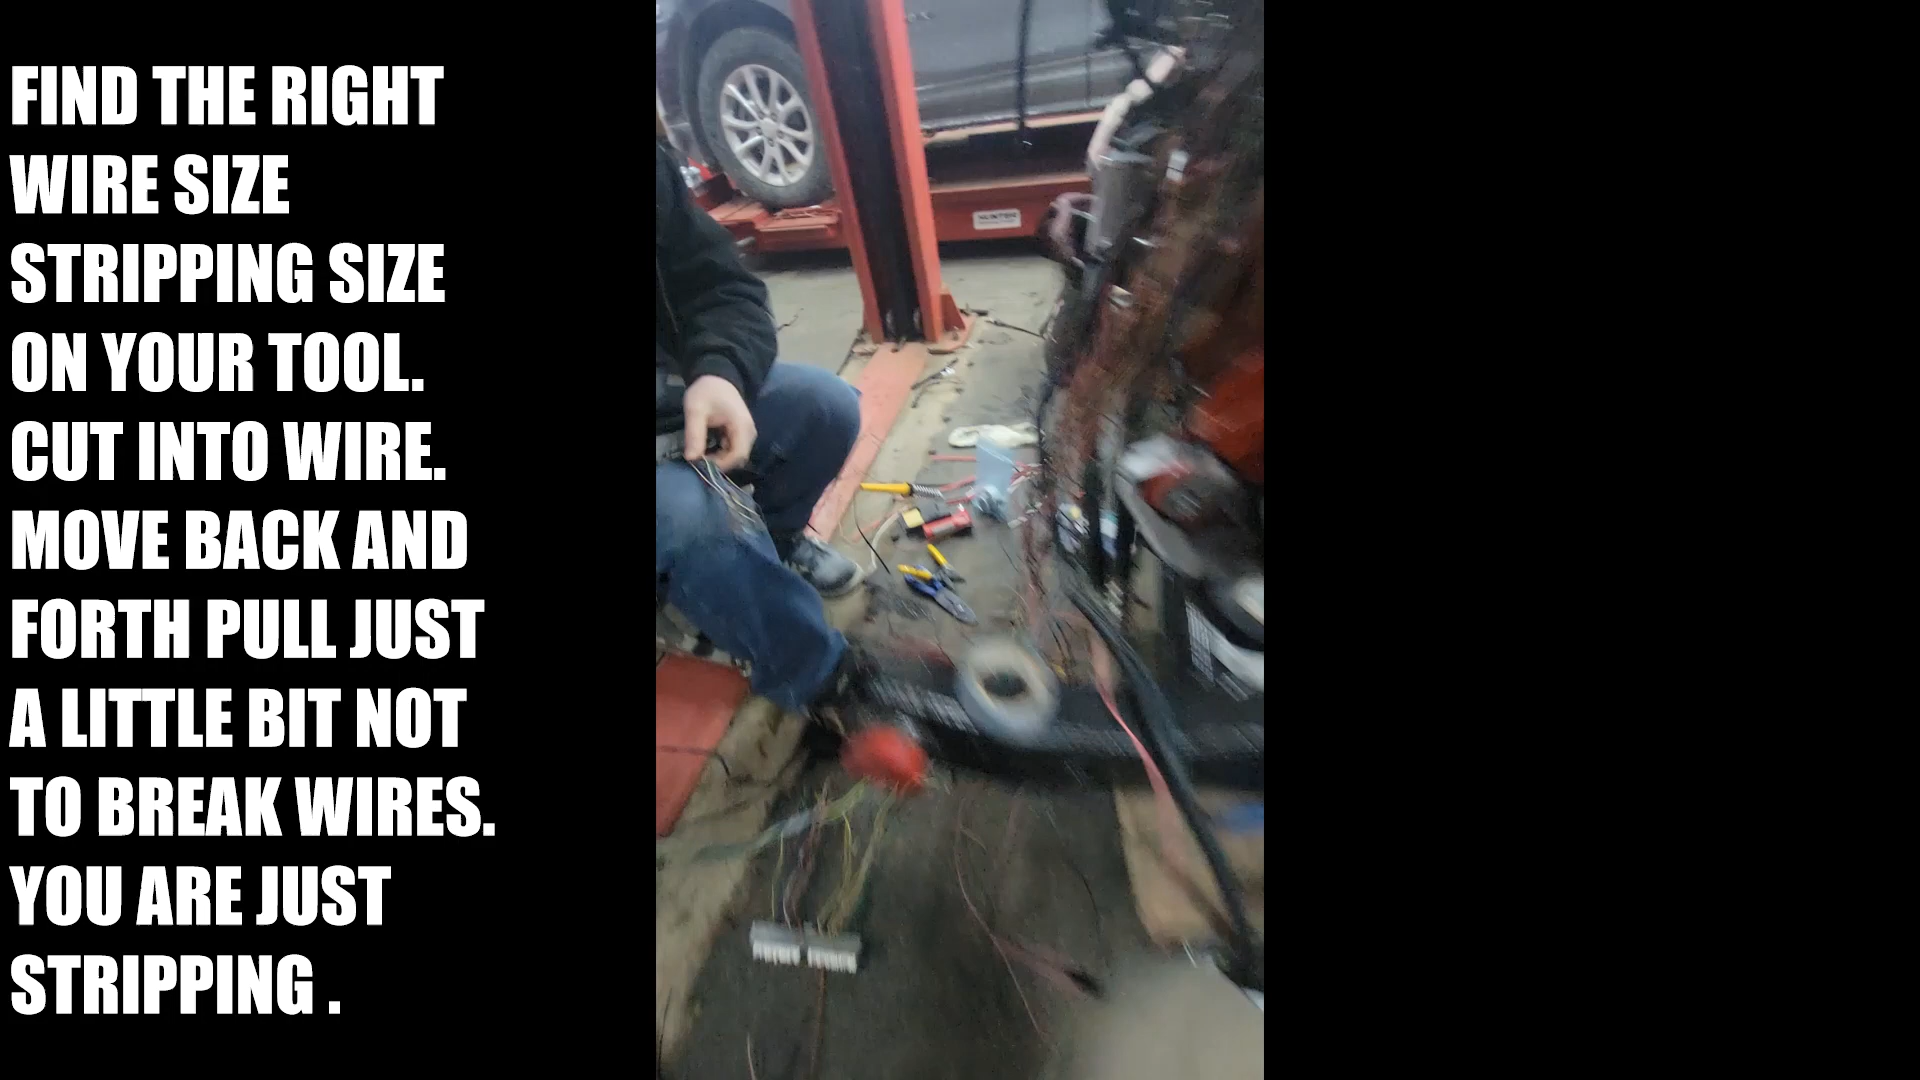 FIND THE RIGHT
WIRE SIZE
STRIPPING SIZE
ON YOUR TOOL.
CUT INTO WIRE.
MOVE BACK AND
FORTH PULL JUST
A LITTLE BIT NOT
TO BREAK WIRES.
YOU ARE JUST
STRIPPING .
HUNTER